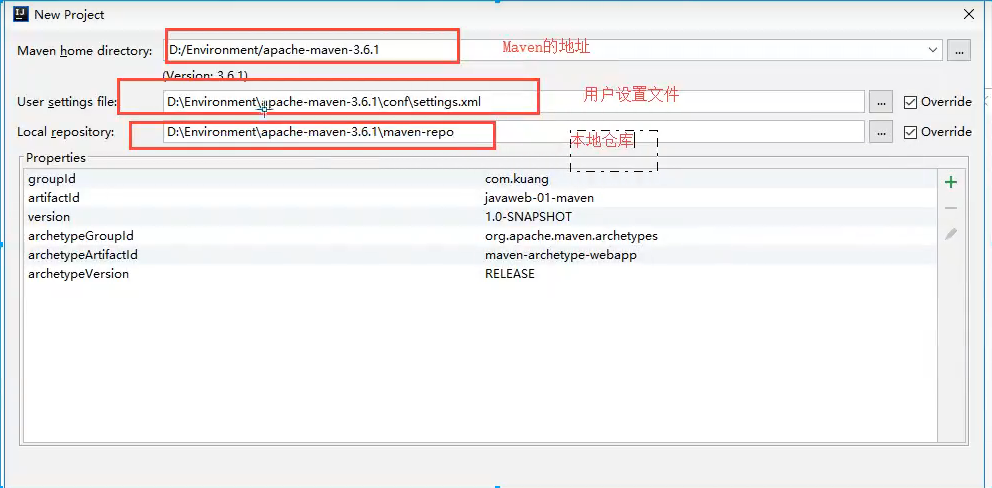 New Project
Maven home directory: D:/Environment/apache-maven-3.6.1 ... Maven的地址
(Version: 3.6.1)
User settings file: D:\Environment\apache-maven-3.6.1\conf\settings.xml 用户设置文件 ... Override
Local repository: D:\Environment\apache-maven-3.6.1\maven-repo 本地仓库 ... Override
Properties
groupId com.kuang
artifactId javaweb-01-maven
version 1.0-SNAPSHOT
archetypeGroupId org.apache.maven.archetypes
archetypeArtifactId maven-archetype-webapp
archetypeVersion RELEASE